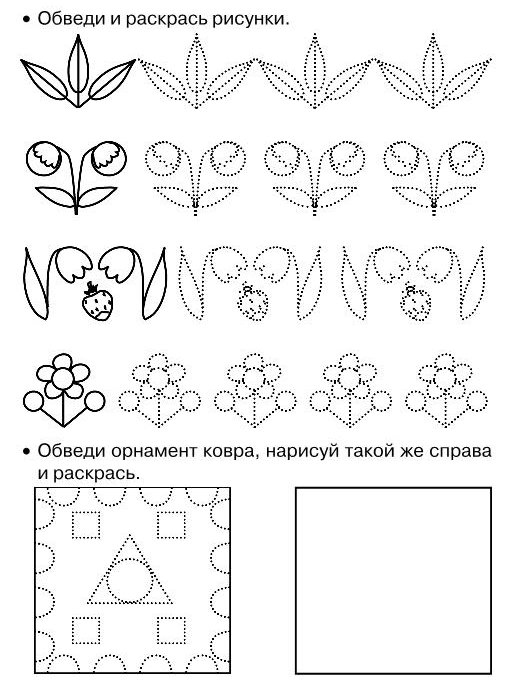 • Обведи и раскрась рисунки.
• Обведи орнамент ковра, нарисуй такой же справа
и раскрась.